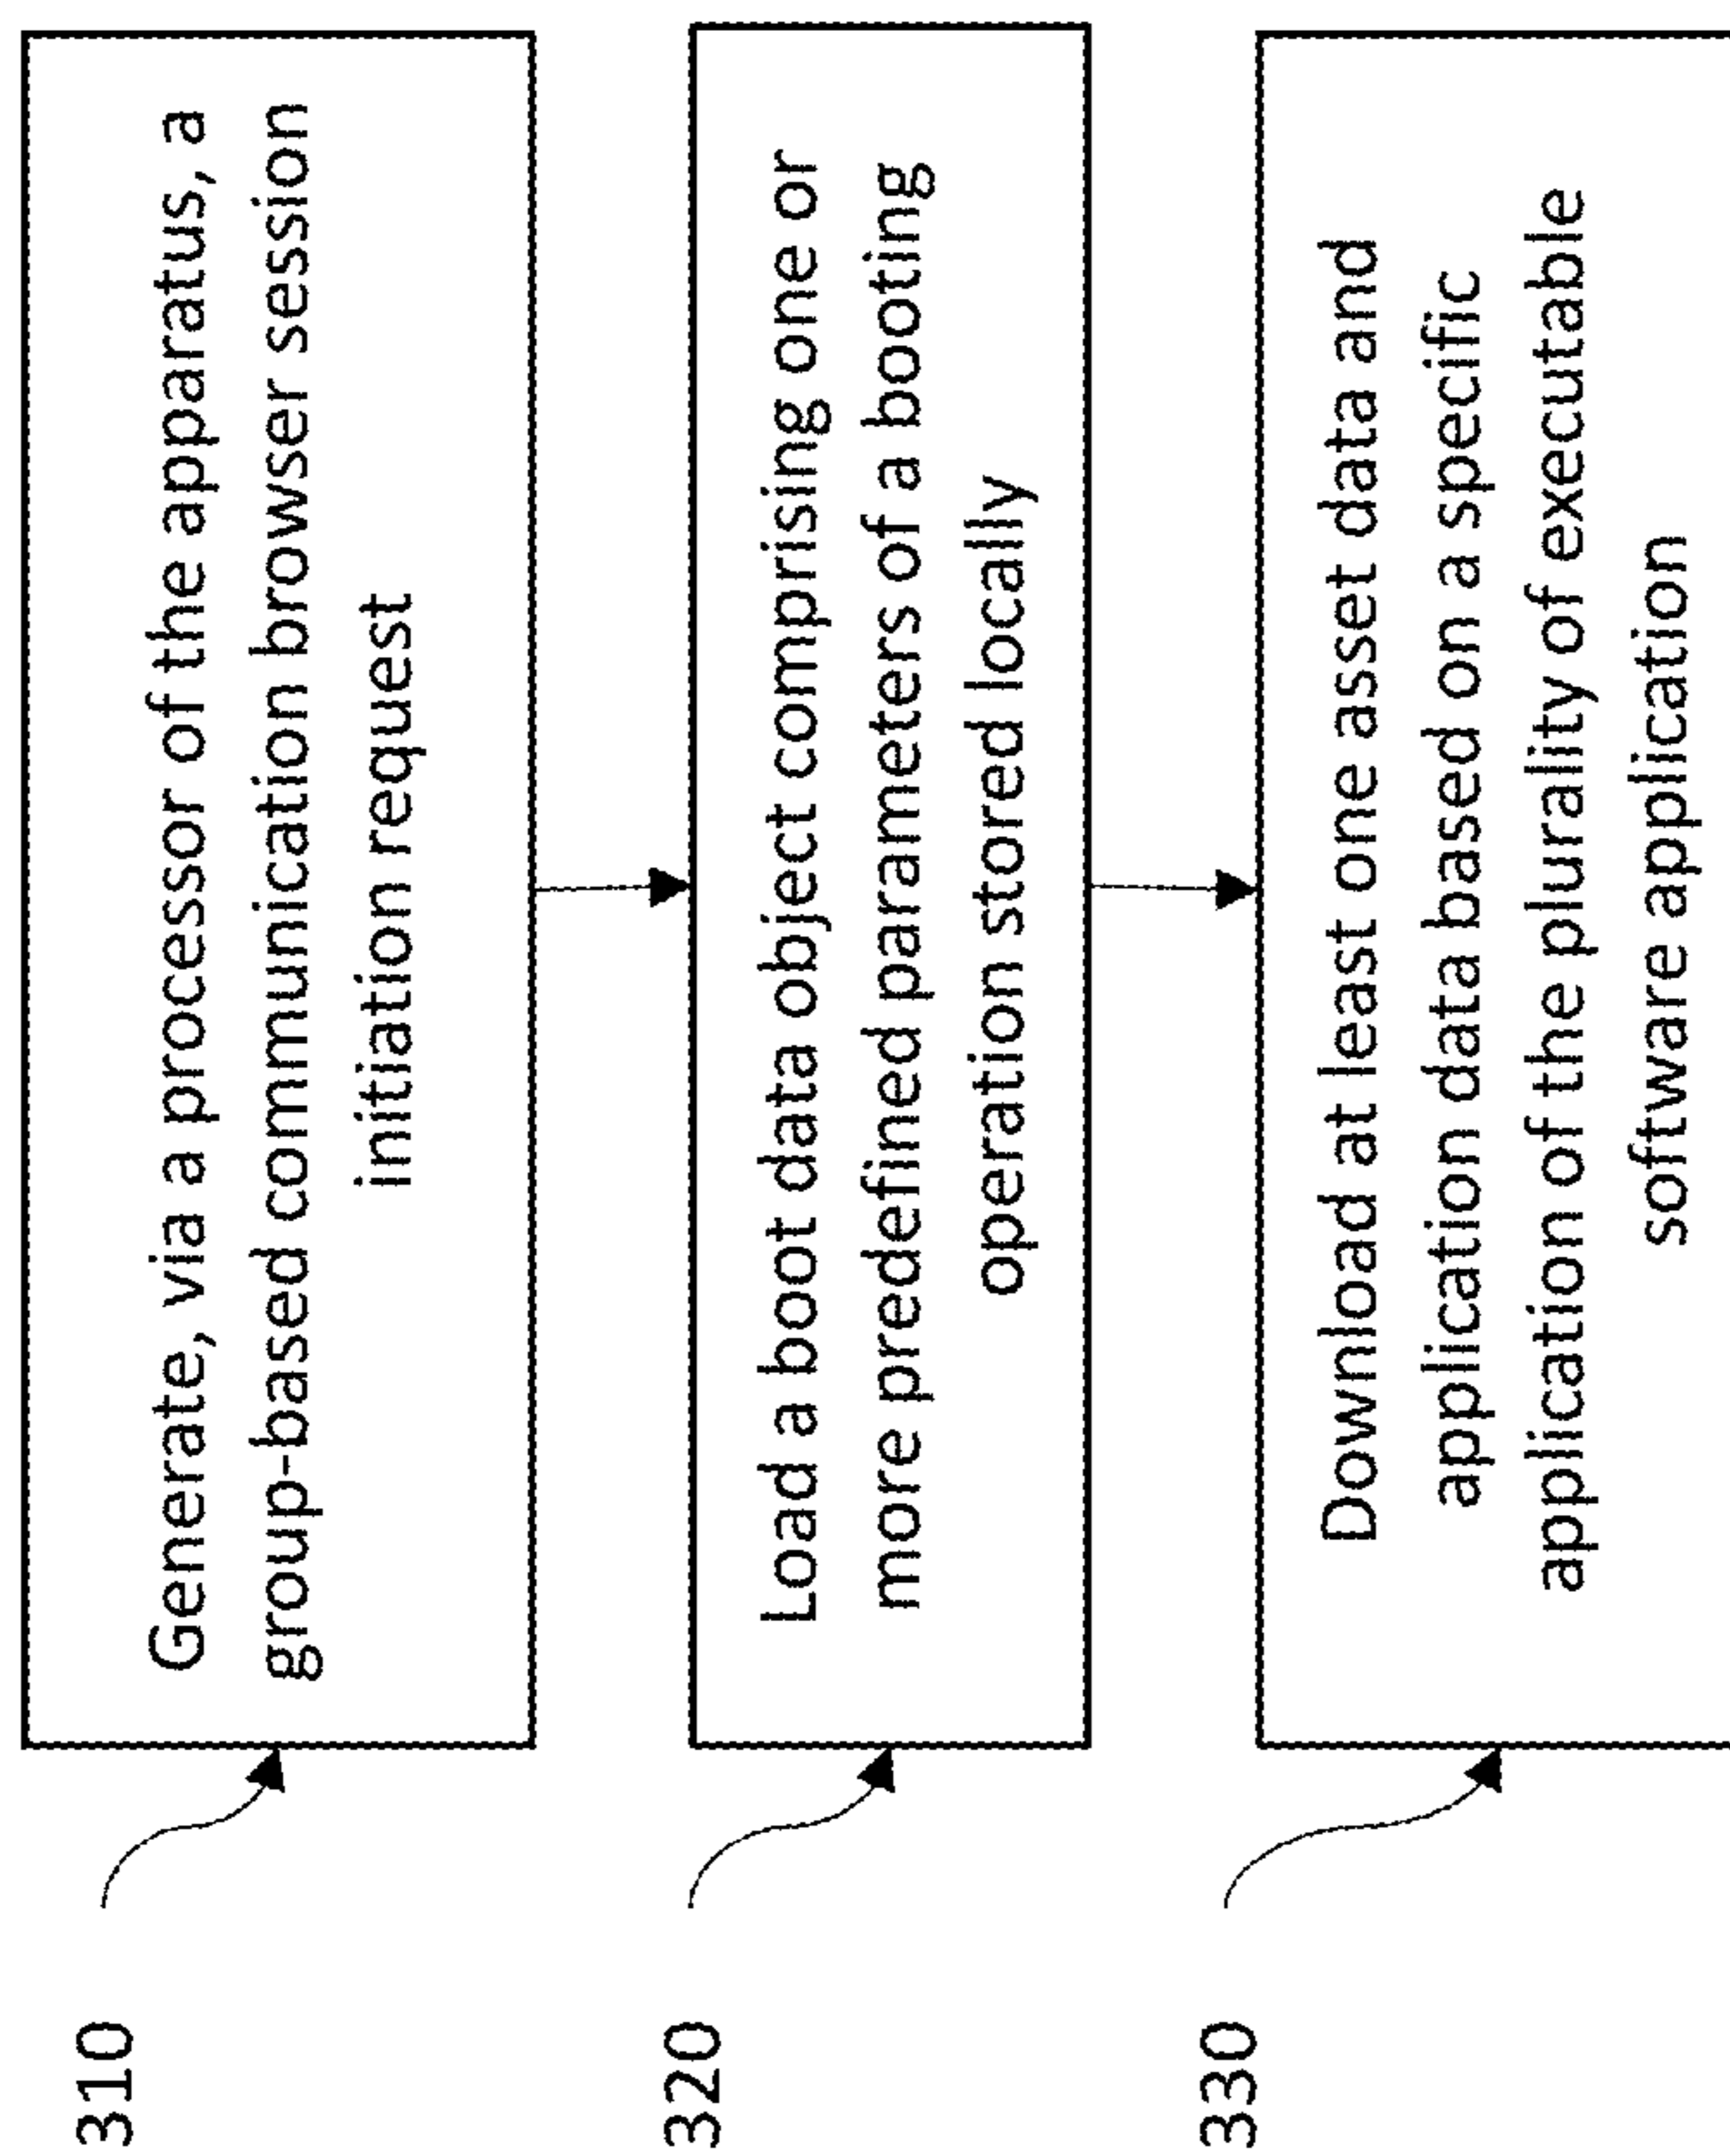 310
Generate, via a processor of the apparatus, a
group-based communication browser session
initiation request
320
Load a boot data object comprising one or
more predefined parameters of a booting
operation stored locally
330
Download at least one asset data and
application data based on a specific
application of the plurality of executable
software application